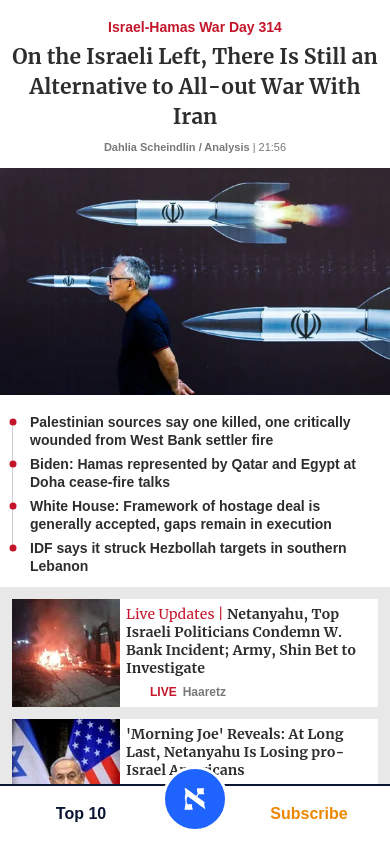 Israel-Hamas War Day 314
On the Israeli Left, There Is Still an
Alternative to All-out War With
Iran
Dahlia Scheindlin / Analysis | 21:56
Palestinian sources say one killed, one critically
wounded from West Bank settler fire
Biden: Hamas represented by Qatar and Egypt at
Doha cease-fire talks
White House: Framework of hostage deal is
generally accepted, gaps remain in execution
IDF says it struck Hezbollah targets in southern
Lebanon
Live Updates | Netanyahu, Top
Israeli Politicians Condemn W.
Bank Incident; Army, Shin Bet to
Investigate
LIVE Haaretz
'Morning Joe' Reveals: At Long
Last, Netanyahu Is Losing pro-
Israel
Top 10
Subscribe